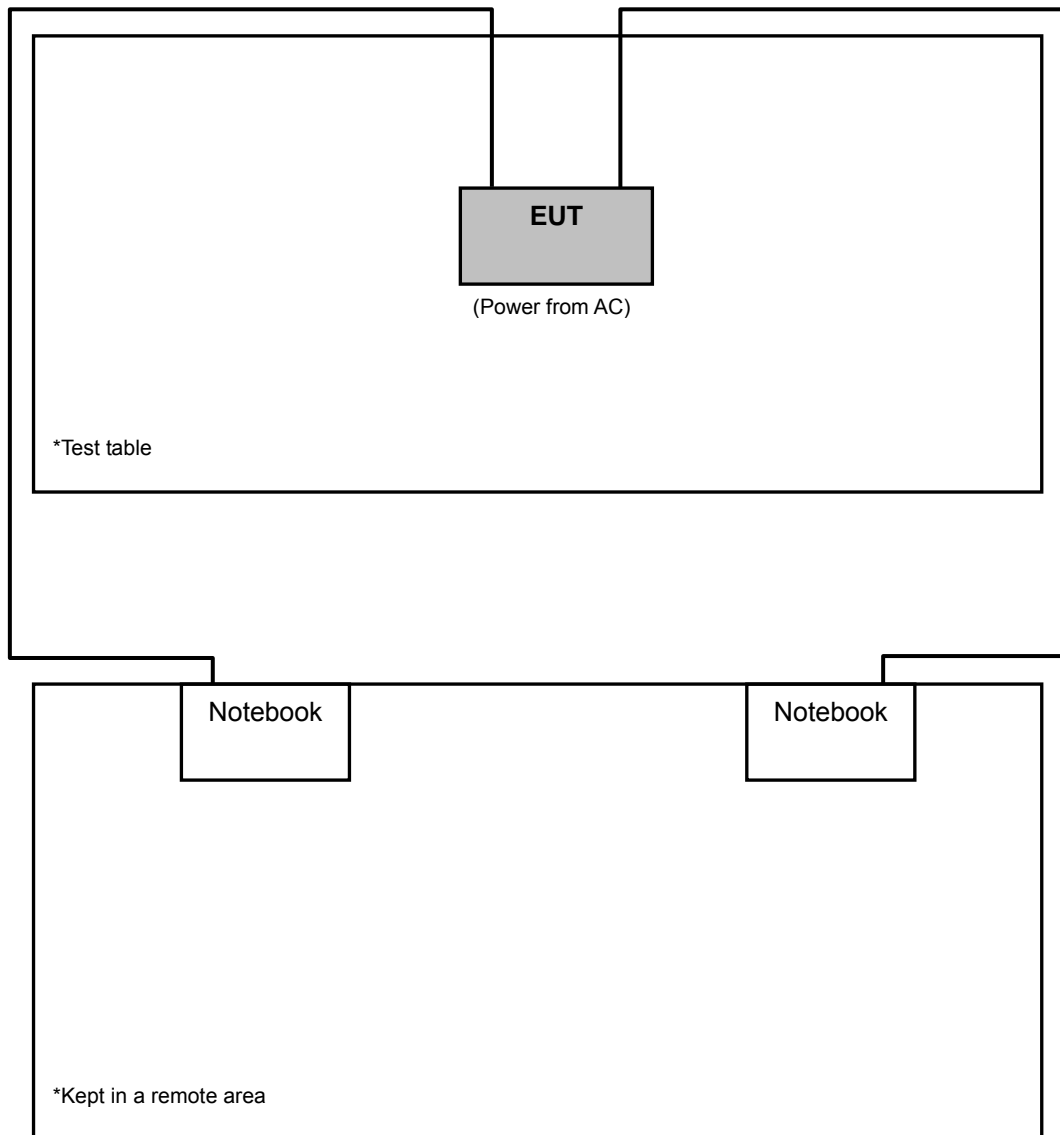 EUT
(Power from AC)
*Test table
Notebook
Notebook
*Kept in a remote area